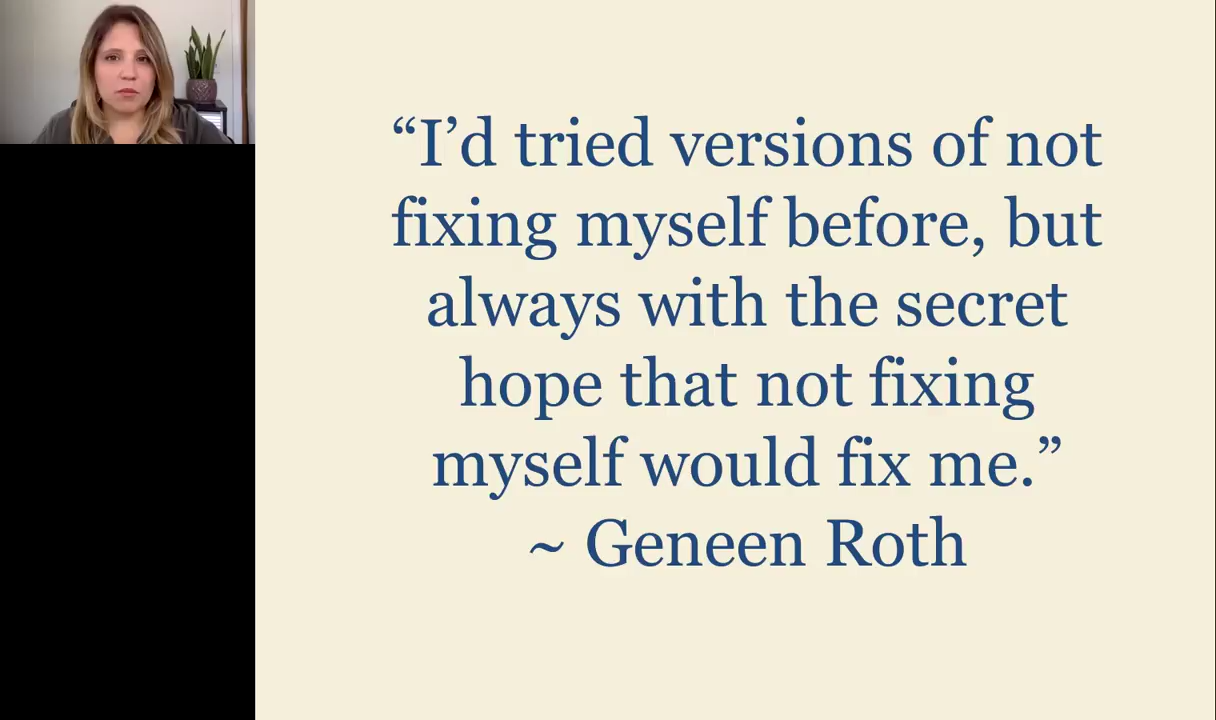 “I’d tried versions of not
fixing myself before, but
always with the secret
hope that not fixing
myself would fix me.”
~ Geneen Roth